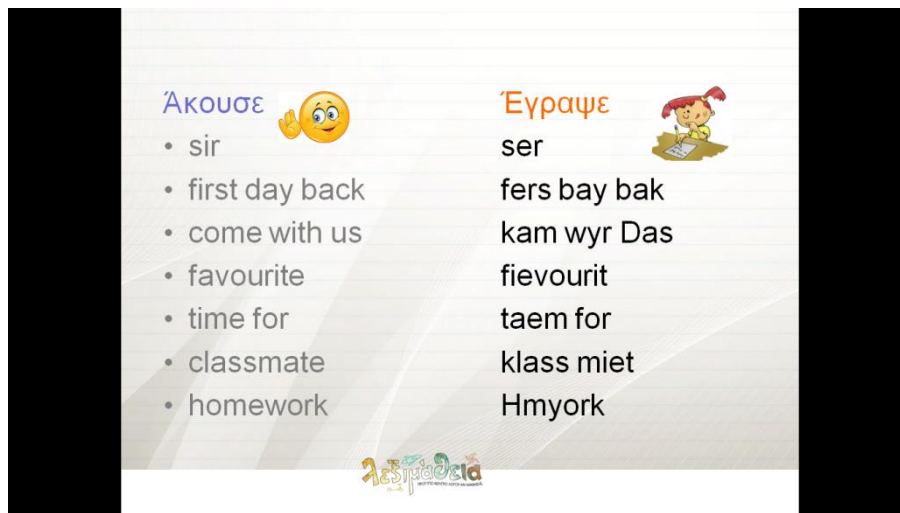 Άκουσε Έγραψε
• sir ser
• first day back fers bay bak
• come with us kam wyr Das
• favourite fievourit
• time for taem for
• classmate klass miet
• homework Hmyork
λεξιμάθεια